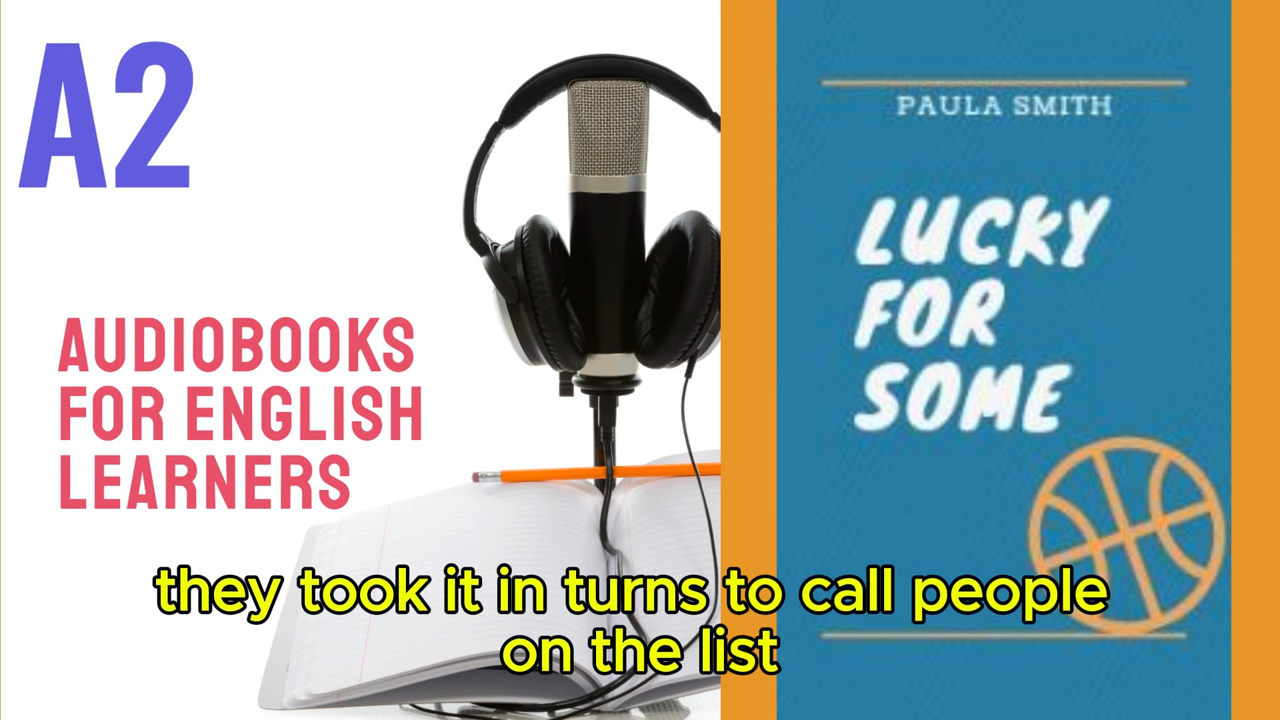 A2
AUDIOBOOKS
FOR ENGLISH
LEARNERS
PAULA SMITH
LUCKY
FOR
SOME
they took it in turns to call people
on the list